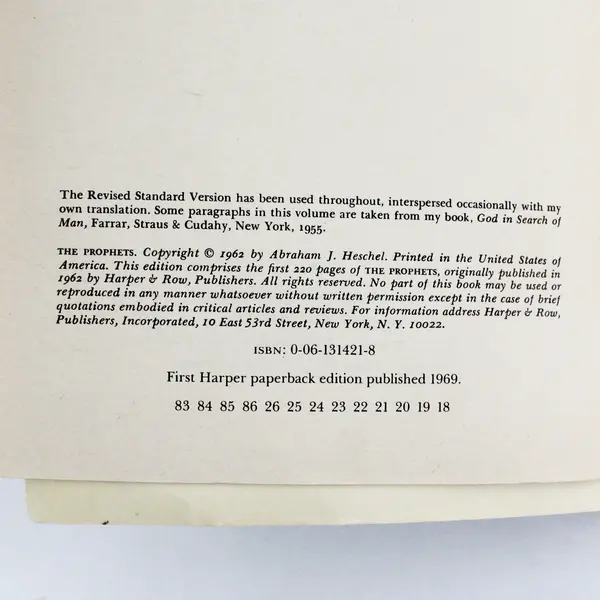 The Revised Standard Version has been used throughout, interspersed occasionally with my
own translation. Some paragraphs in this volume are taken from my book, God in Search of
Man, Farrar, Straus & Cudahy, New York, 1955.
THE PROPHETS. Copyright © 1962 by Abraham J. Heschel. Printed in the United States of
America. This edition comprises the first 220 pages of THE PROPHETS, originally published in
1962 by Harper & Row, Publishers. All rights reserved. No part of this book may be used or
reproduced in any manner whatsoever without written permission except in the case of brief
quotations embodied in critical articles and reviews. For information address Harper & Row,
Publishers, Incorporated, 10 East 53rd Street, New York, N. Y. 10022.
ISBN: 0-06-131421-8
First Harper paperback edition published 1969.
83 84 85 86 26 25 24 23 22 21 20 19 18